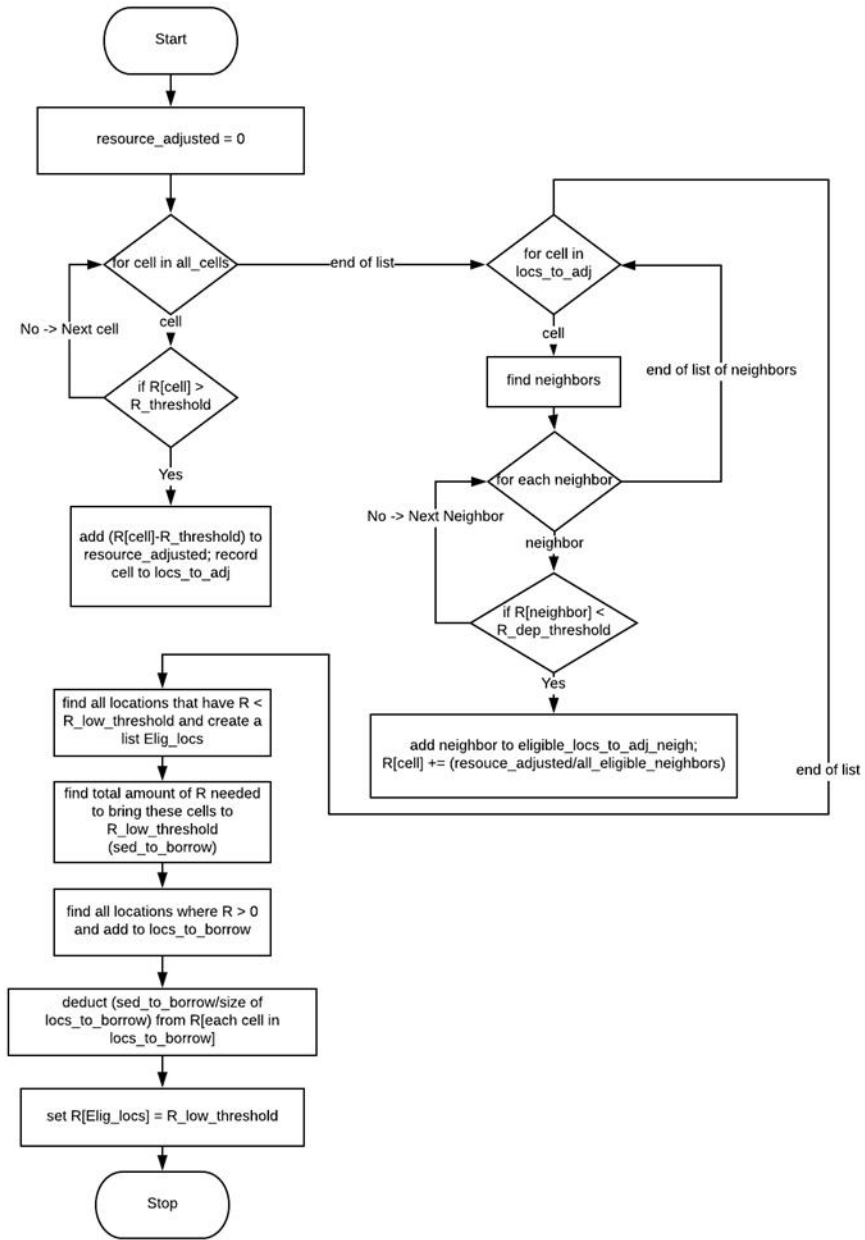 Start
resource_adjusted = 0
for cell in all_cells
end of list
cell
No -> Next cell
if R[cell] >
R_threshold
Yes
add (R[cell]-R_threshold) to
resource_adjusted; record
cell to locs_to_adj
for cell in
locs_to_adj
cell
find neighbors
end of list of neighbors
for each neighbor
No -> Next Neighbor
neighbor
if R[neighbor] <
R_dep_threshold
Yes
add neighbor to eligible_locs_to_adj_neigh;
R[cell] += (resouce_adjusted/all_eligible_neighbors)
end of list
find all locations that have R <
R_low_threshold and create a
list Elig_locs
find total amount of R needed
to bring these cells to
R_low_threshold
(sed_to_borrow)
find all locations where R > 0
and add to locs_to_borrow
deduct (sed_to_borrow/size of
locs_to_borrow) from R[each cell in
locs_to_borrow]
set R[Elig_locs] = R_low_threshold
Stop